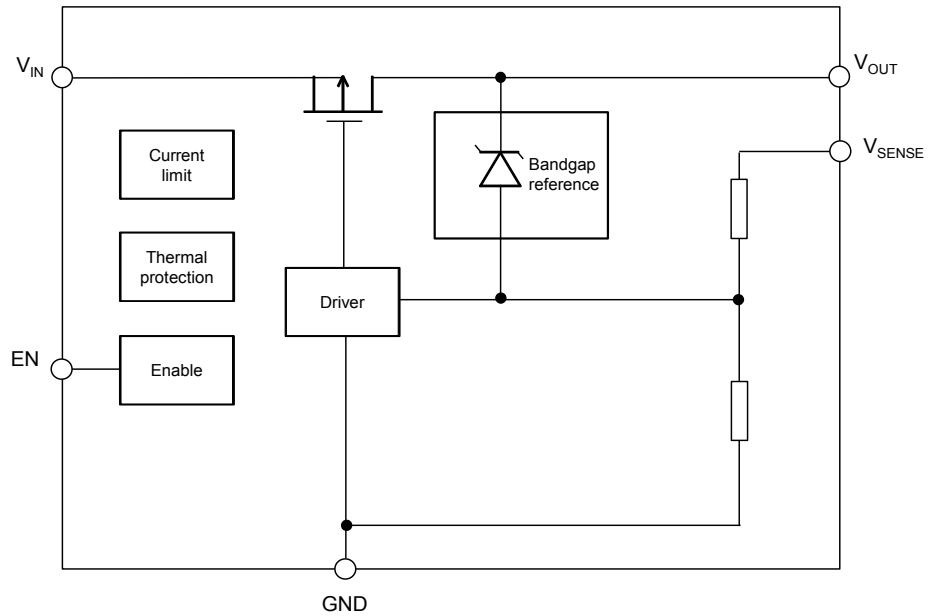 V_IN
V_OUT
V_SENSE
Current
limit
Bandgap
reference
Thermal
protection
Driver
EN
Enable
GND